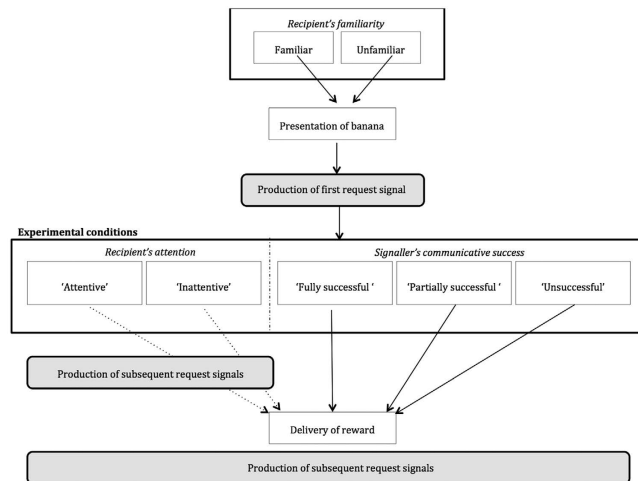 Recipient's familiarity
Familiar
Unfamiliar
Presentation of banana
Production of first request signal
Experimental conditions
Recipient's attention
Signaller's communicative success
'Attentive'
'Inattentive'
'Fully successful '
'Partially successful '
'Unsuccessful'
Production of subsequent request signals
Delivery of reward
Production of subsequent request signals